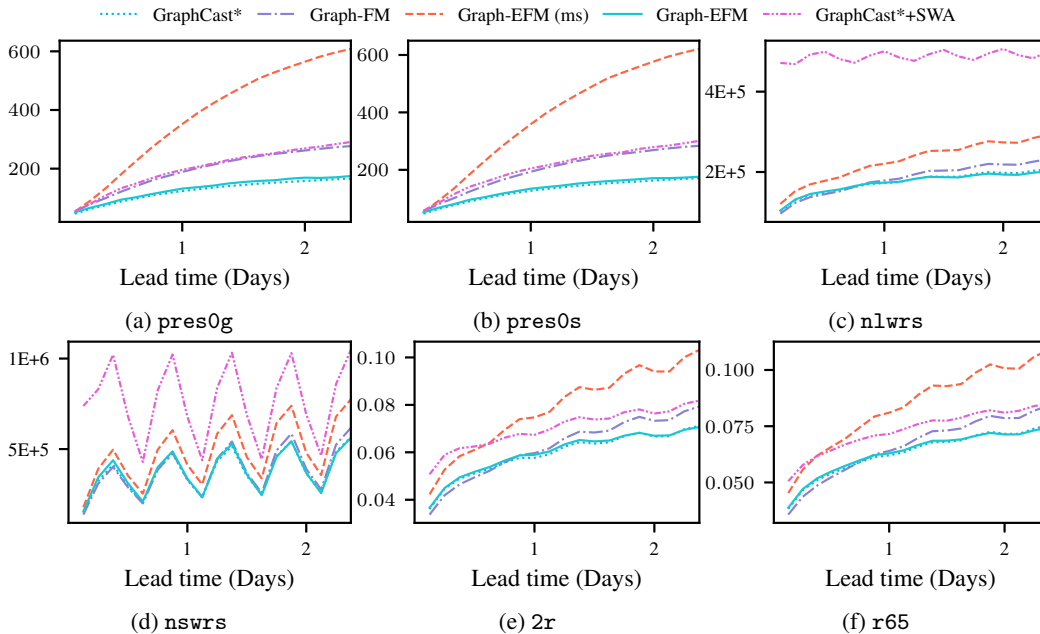 GraphCast* Graph-FM Graph-EFM (ms) Graph-EFM GraphCast*+SWA
600
400
200
1 2
Lead time (Days)
(a) pres0g
600
400
200
1 2
Lead time (Days)
(b) pres0s
4E+5
2E+5
1 2
Lead time (Days)
(c) nlwrs
1E+6
5E+5
1 2
Lead time (Days)
(d) nswrs
0.10
0.08
0.06
0.04
1 2
Lead time (Days)
(e) 2r
0.100
0.075
0.050
1 2
Lead time (Days)
(f) r65